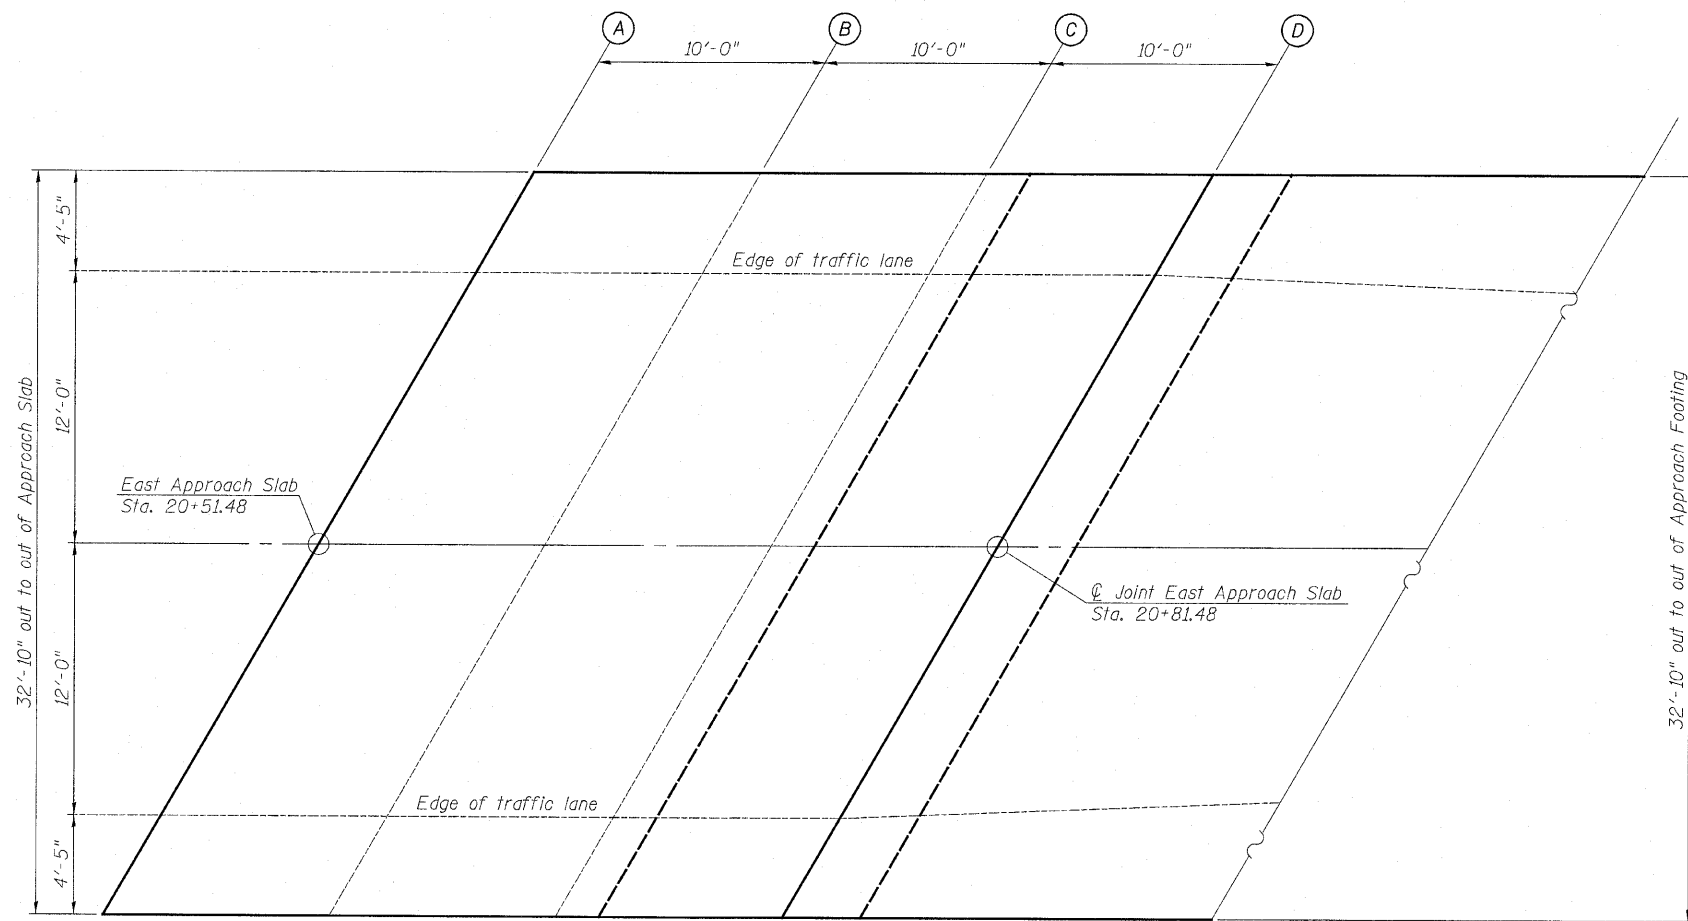 A
B
C
D
10'-0"
10'-0"
10'-0"
4'-5"
Edge of traffic lane
12'-0"
32'-10" out to out of Approach Slab
32'-10" out to out of Approach Footing
East Approach Slab
Sta. 20+51.48
℄ Joint East Approach Slab
Sta. 20+81.48
12'-0"
Edge of traffic lane
4'-5"